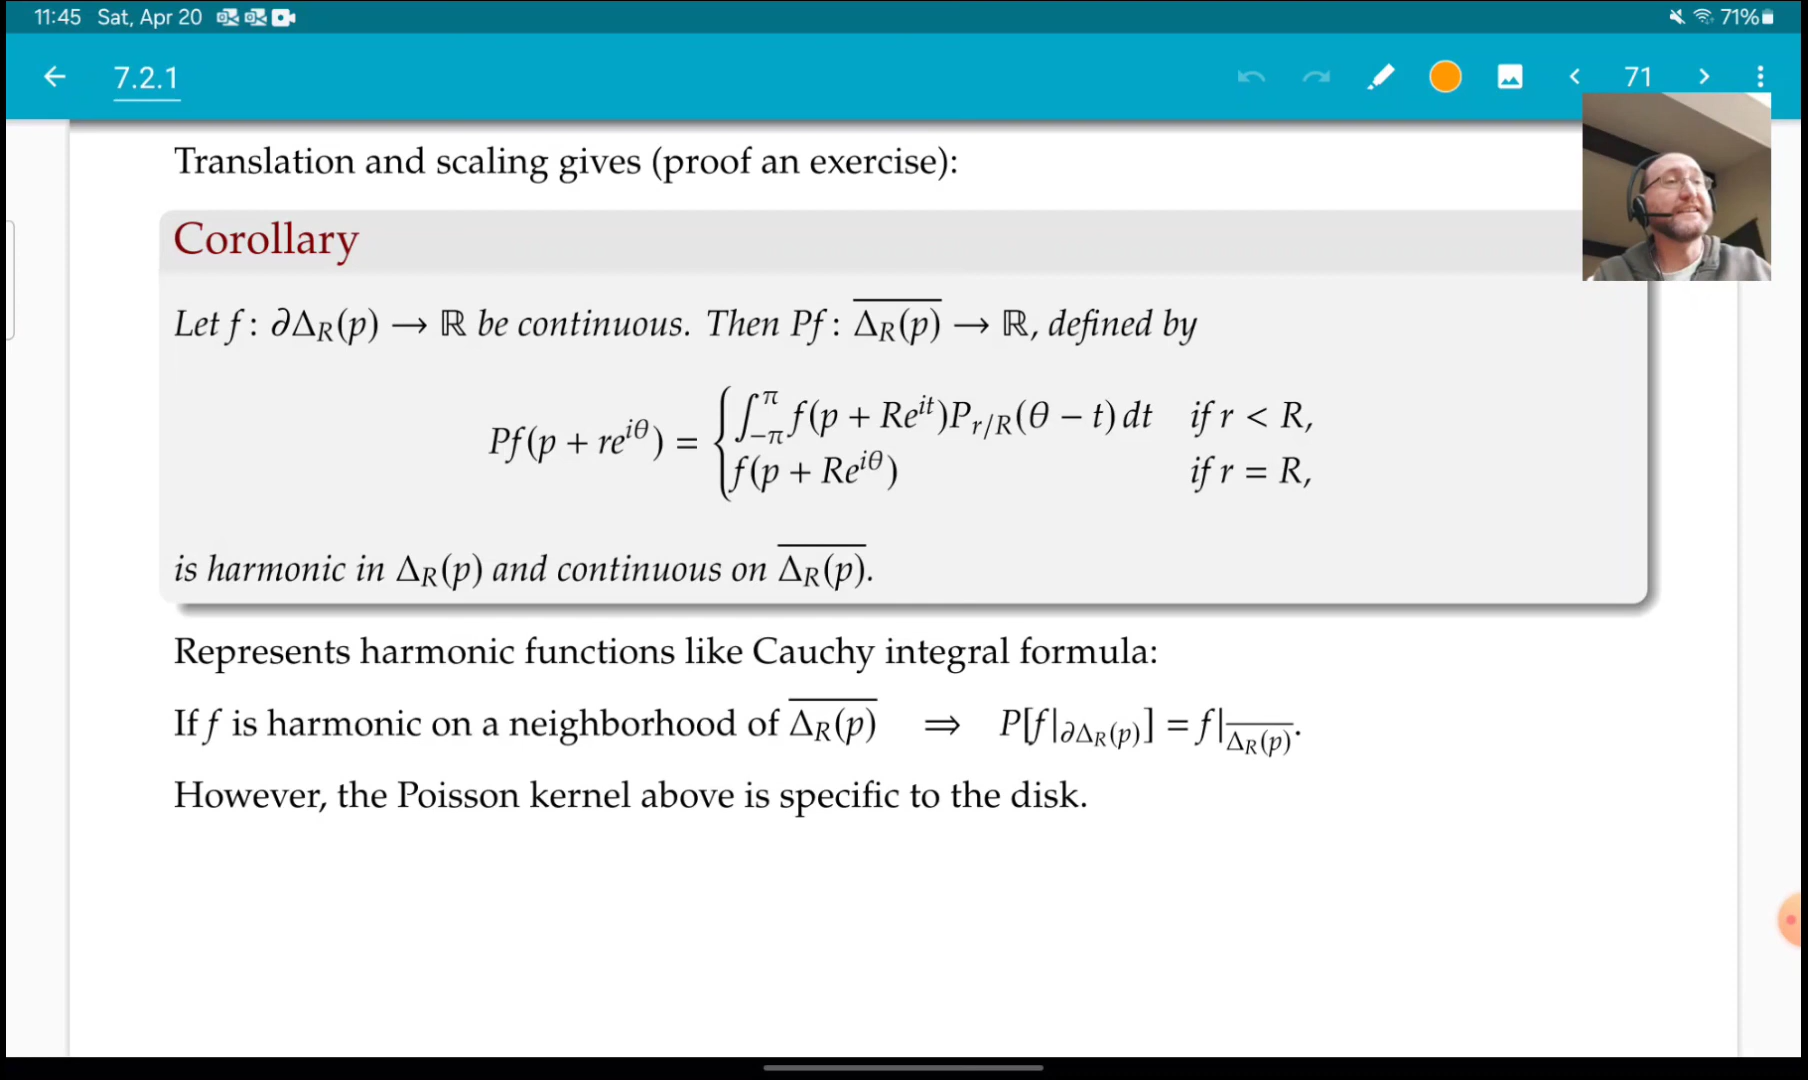 11:45 Sat, Apr 20 71%
7.2.1 71
Translation and scaling gives (proof an exercise):
Corollary
Let f : ∂Δ_R(p) → ℝ be continuous. Then Pf : \overline{Δ_R(p)} → ℝ, defined by
Pf(p + re^{iθ}) = { ∫_{−π}^{π} f(p + Re^{it})P_{r/R}(θ − t) dt if r < R,
f(p + Re^{iθ}) if r = R,
is harmonic in Δ_R(p) and continuous on \overline{Δ_R(p)}.
Represents harmonic functions like Cauchy integral formula:
If f is harmonic on a neighborhood of \overline{Δ_R(p)} ⇒ P[f|_{∂Δ_R(p)}] = f|_{\overline{Δ_R(p)}}.
However, the Poisson kernel above is specific to the disk.